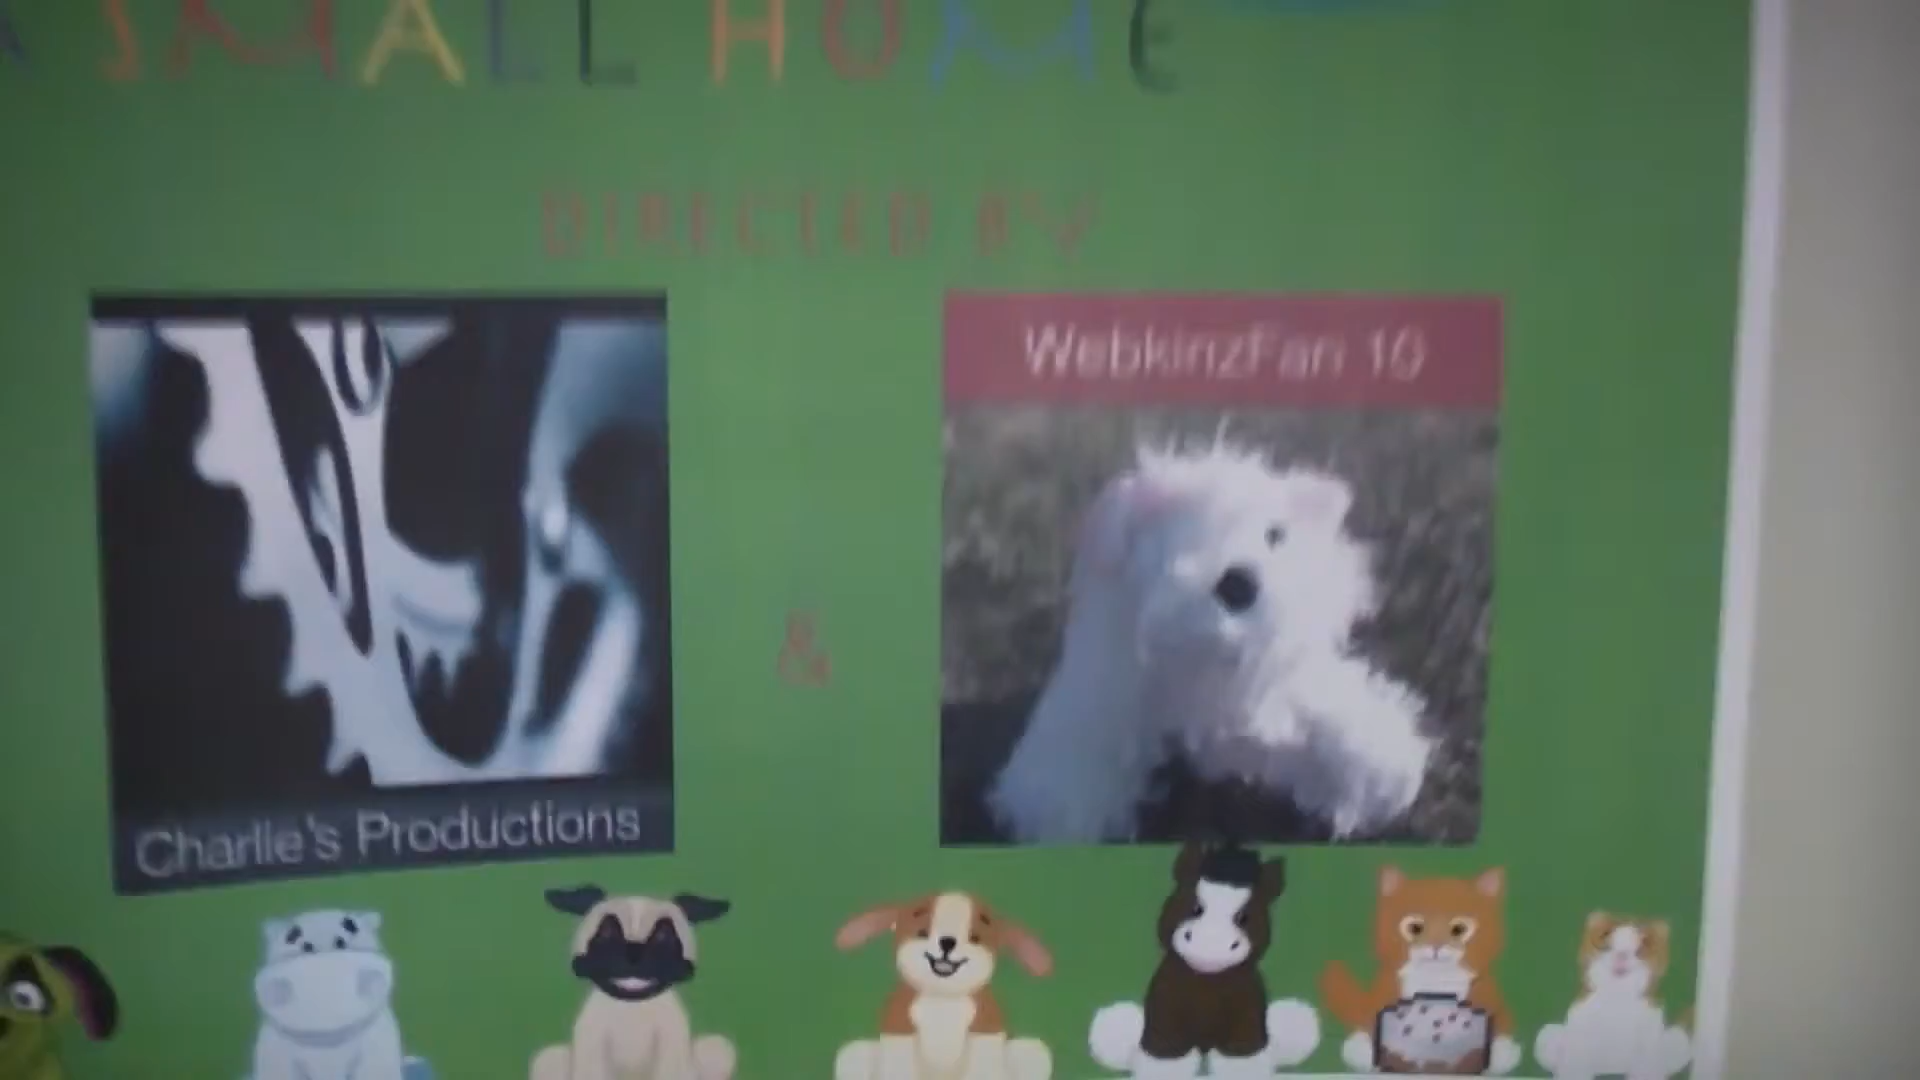 A SMALL HOME
DIRECTED BY
WebkinzFan 10
&
Charlie's Productions